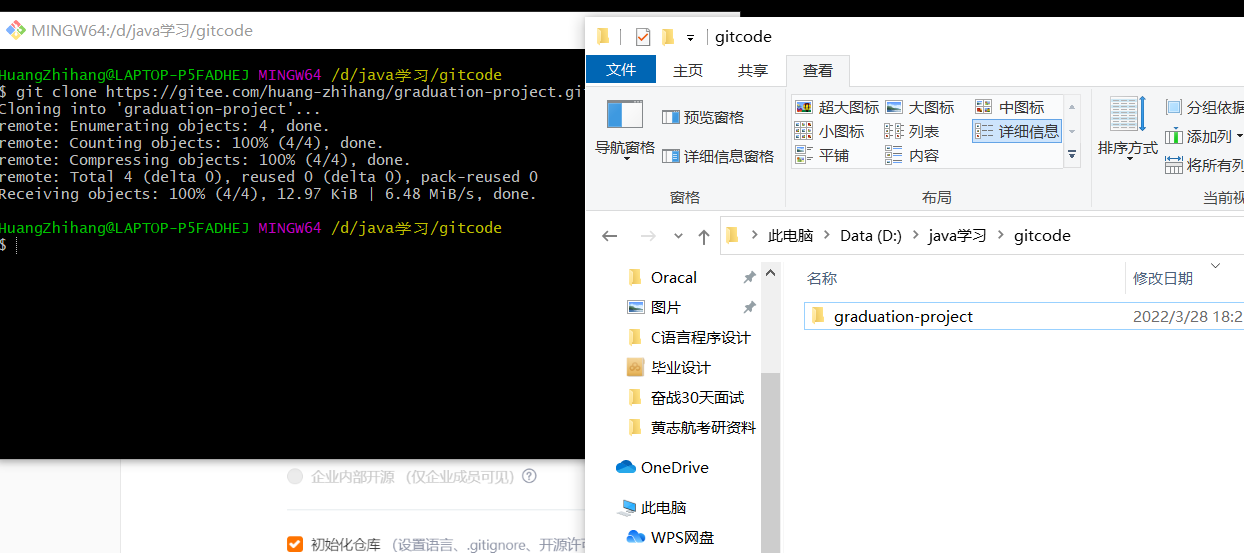 MINGW64:/d/java学习/gitcode
HuangZhihang@LAPTOP-P5FADHEJ MINGW64 /d/java学习/gitcode
$ git clone https://gitee.com/huang-zhihang/graduation-project.git
Cloning into 'graduation-project'...
remote: Enumerating objects: 4, done.
remote: Counting objects: 100% (4/4), done.
remote: Compressing objects: 100% (4/4), done.
remote: Total 4 (delta 0), reused 0 (delta 0), pack-reused 0
Receiving objects: 100% (4/4), 12.97 KiB | 6.48 MiB/s, done.
HuangZhihang@LAPTOP-P5FADHEJ MINGW64 /d/java学习/gitcode
$
企业内部开源 （仅企业成员可见）
初始化仓库 （设置语言、.gitignore、开源许可
gitcode
文件 主页 共享 查看
导航窗格
预览窗格
详细信息窗格
窗格
超大图标 大图标 中图标
小图标 列表 详细信息
平铺 内容
布局
排序方式
分组依据
添加列
将所有列
当前视
此电脑 Data (D:) java学习 gitcode
Oracal
图片
C语言程序设计
毕业设计
奋战30天面试
黄志航考研资料
OneDrive
此电脑
WPS网盘
名称 修改日期
graduation-project 2022/3/28 18:2